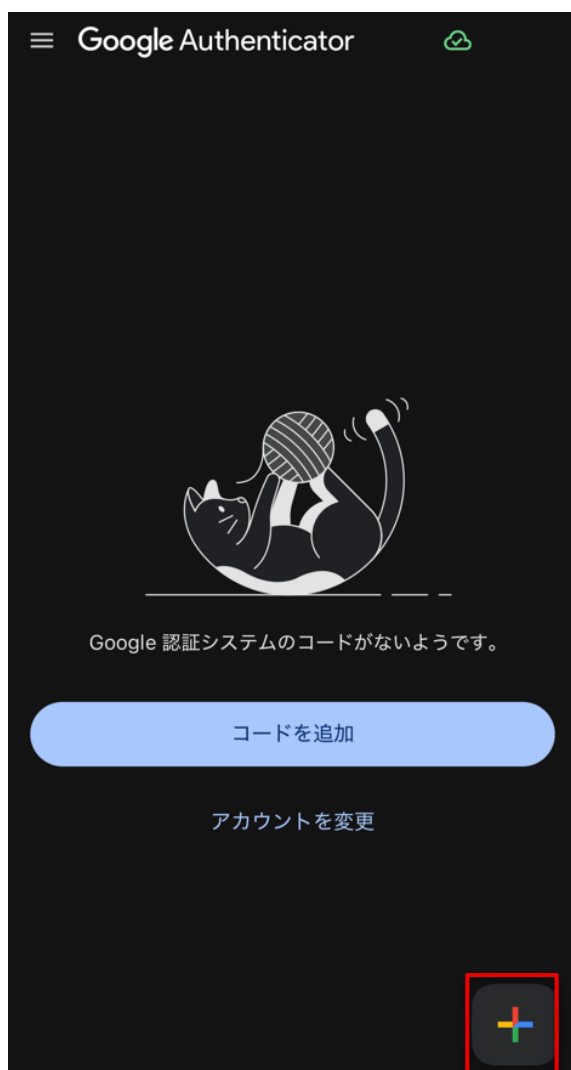 Google Authenticator
Google 認証システムのコードがないようです。
コードを追加
アカウントを変更